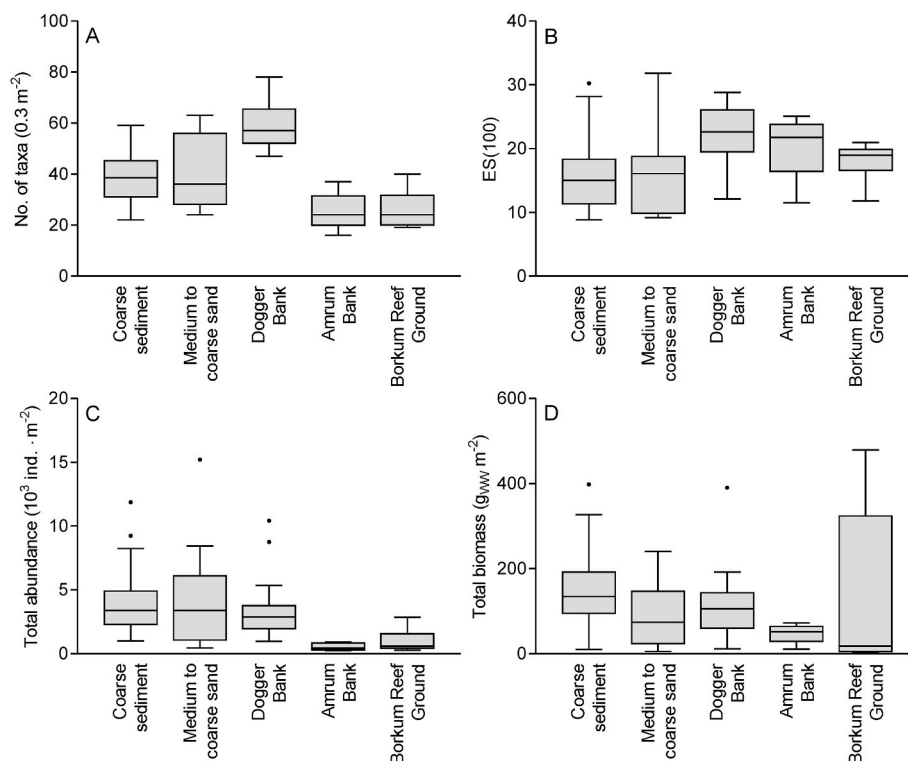 A
No. of taxa (0.3 m⁻²)
100
80
60
40
20
0
Coarse
sediment
Medium to
coarse sand
Dogger
Bank
Amrum
Bank
Borkum Reef
Ground
B
ES(100)
40
30
20
10
0
Coarse
sediment
Medium to
coarse sand
Dogger
Bank
Amrum
Bank
Borkum Reef
Ground
C
Total abundance (10³ ind. · m⁻²)
20
15
10
5
0
Coarse
sediment
Medium to
coarse sand
Dogger
Bank
Amrum
Bank
Borkum Reef
Ground
D
Total biomass (gWW m⁻²)
600
400
200
0
Coarse
sediment
Medium to
coarse sand
Dogger
Bank
Amrum
Bank
Borkum Reef
Ground